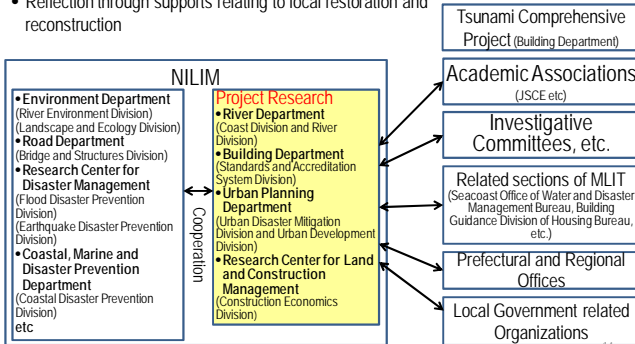 • Reflection through supports relating to local restoration and
reconstruction
NILIM
• Environment Department
(River Environment Division)
(Landscape and Ecology Division)
• Road Department
(Bridge and Structures Division)
• Research Center for
Disaster Management
(Flood Disaster Prevention
Division)
(Earthquake Disaster Prevention
Division)
• Coastal, Marine and
Disaster Prevention
Department
(Coastal Disaster Prevention
Division)
etc
Cooperation
Project Research
• River Department
(Coast Division and River
Division)
• Building Department
(Standards and Accreditation
System Division)
• Urban Planning
Department
(Urban Disaster Mitigation
Division and Urban Development
Division)
• Research Center for Land
and Construction
Management
(Construction Economics
Division)
Tsunami Comprehensive
Project (Building Department)
Academic Associations
(JSCE etc)
Investigative
Committees, etc.
Related sections of MLIT
(Seacoast Office of Water and Disaster
Management Bureau, Building
Guidance Division of Housing Bureau,
etc.)
Prefectural and Regional
Offices
Local Government related
Organizations